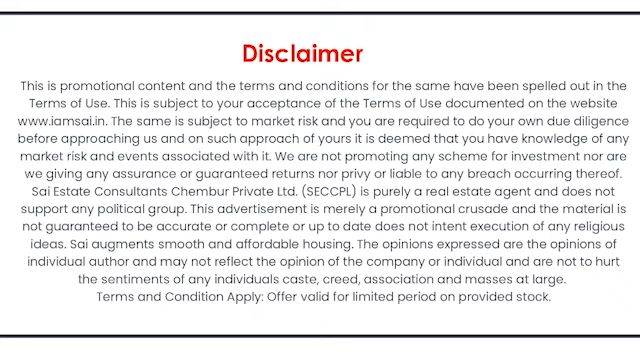 Disclaimer
This is promotional content and the terms and conditions for the same have been spelled out in the
Terms of Use. This is subject to your acceptance of the Terms of Use documented on the website
www.iamsai.in. The same is subject to market risk and you are required to do your own due diligence
before approaching us and on such approach of yours it is deemed that you have knowledge of any
market risk and events associated with it. We are not promoting any scheme for investment nor are
we giving any assurance or guaranteed returns nor privy or liable to any breach occurring thereof.
Sai Estate Consultants Chembur Private Ltd. (SECCPL) is purely a real estate agent and does not
support any political group. This advertisement is merely a promotional crusade and the material is
not guaranteed to be accurate or complete or up to date does not intent execution of any religious
ideas. Sai augments smooth and affordable housing. The opinions expressed are the opinions of
individual author and may not reflect the opinion of the company or individual and are not to hurt
the sentiments of any individuals caste, creed, association and masses at large.
Terms and Condition Apply: Offer valid for limited period on provided stock.